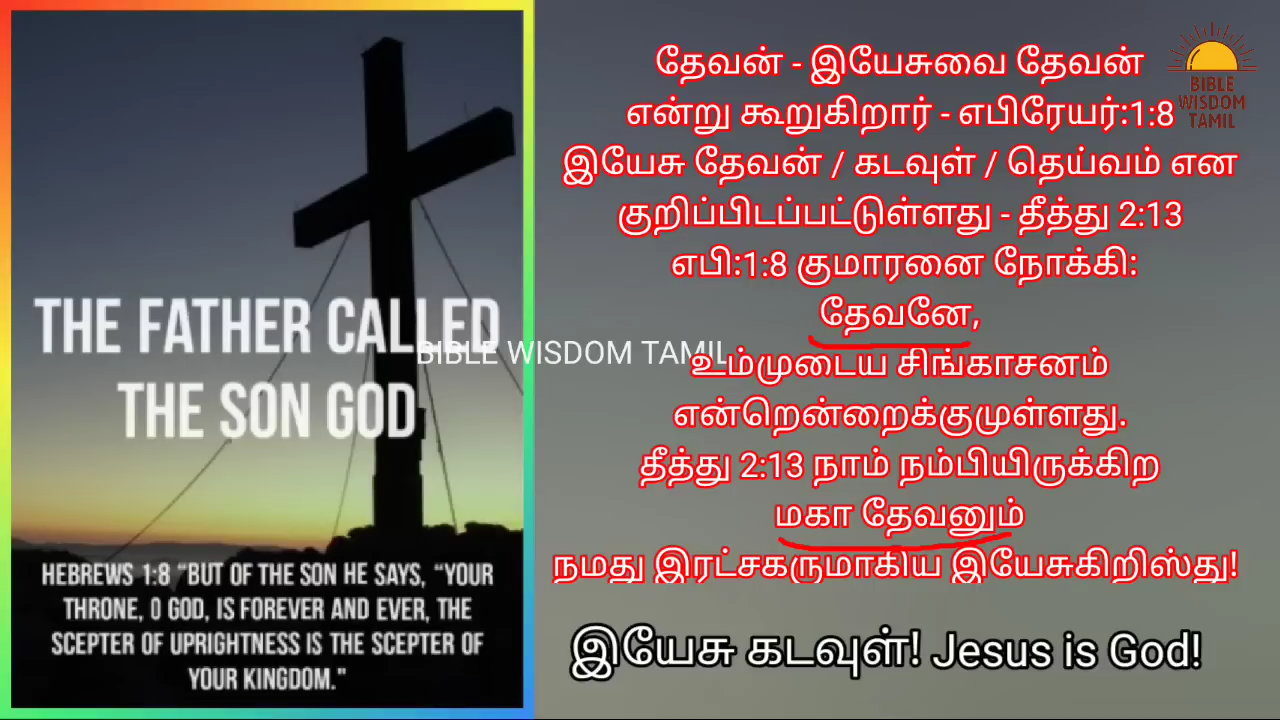 THE FATHER CALLED
THE SON GOD
HEBREWS 1:8 “BUT OF THE SON HE SAYS, “YOUR
THRONE, O GOD, IS FOREVER AND EVER, THE
SCEPTER OF UPRIGHTNESS IS THE SCEPTER OF
YOUR KINGDOM.”
BIBLE WISDOM TAMIL
தேவன் - இயேசுவை தேவன்
என்று கூறுகிறார் - எபிரேயர்:1:8
இயேசு தேவன் / கடவுள் / தெய்வம் என
குறிப்பிடப்பட்டுள்ளது - தீத்து 2:13
எபி:1:8 குமாரனை நோக்கி:
தேவனே,
உம்முடைய சிங்காசனம்
என்றென்றைக்குமுள்ளது.
தீத்து 2:13 நாம் நம்பியிருக்கிற
மகா தேவனும்
நமது இரட்சகருமாகிய இயேசுகிறிஸ்து!
இயேசு கடவுள்! Jesus is God!
BIBLE
WISDOM
TAMIL